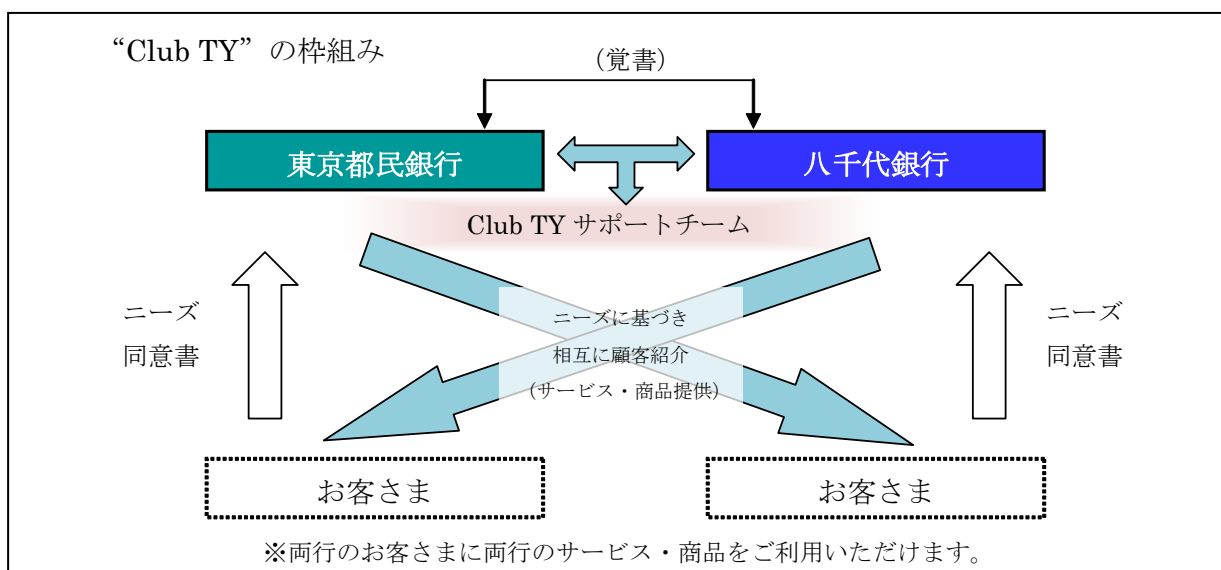 “Club TY”の枠組み
（覚書）
東京都民銀行
八千代銀行
Club TY サポートチーム
ニーズ
同意書
ニーズに基づき
相互に顧客紹介
（サービス・商品提供）
ニーズ
同意書
お客さま
お客さま
※両行のお客さまに両行のサービス・商品をご利用いただけます。